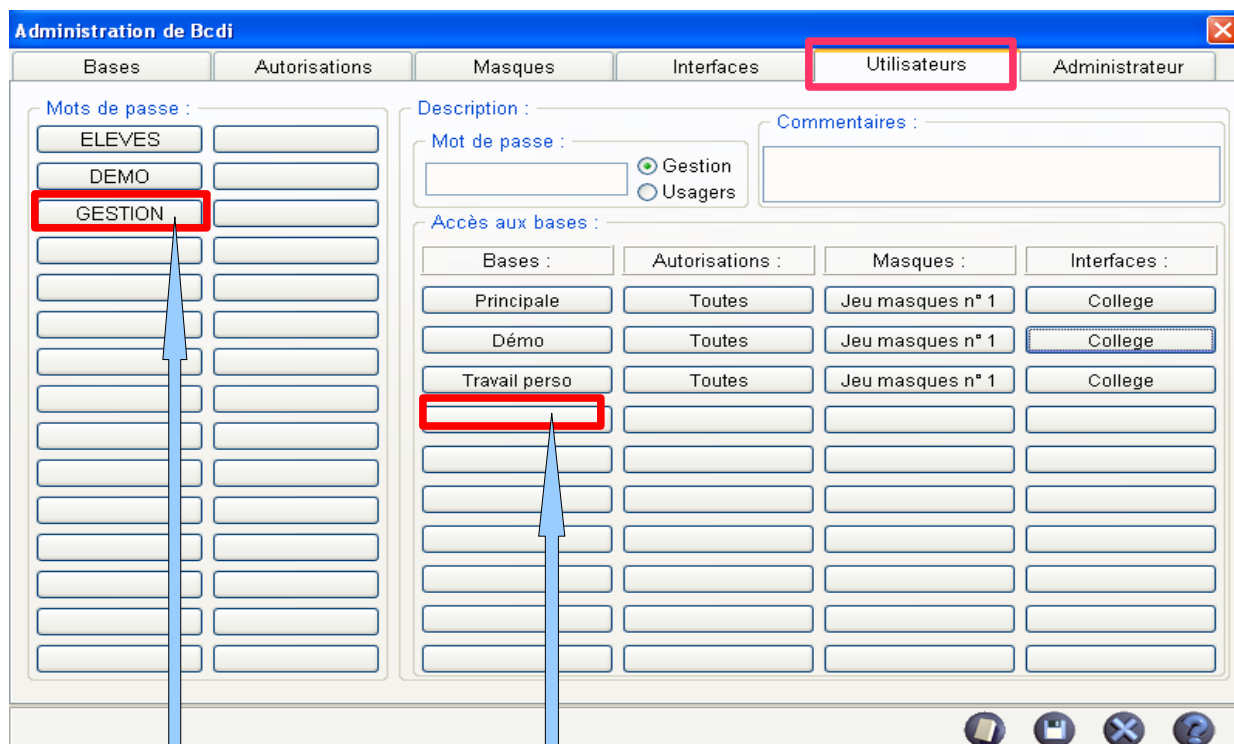 Administration de Bcdi
Bases Autorisations Masques Interfaces Utilisateurs Administrateur
Mots de passe :
ELEVES
DEMO
GESTION
Description :
Mot de passe :
Gestion
Usagers
Commentaires :
Accès aux bases :
Bases : Autorisations : Masques : Interfaces :
Principale Toutes Jeu masques n° 1 College
Démo Toutes Jeu masques n° 1 College
Travail perso Toutes Jeu masques n° 1 College